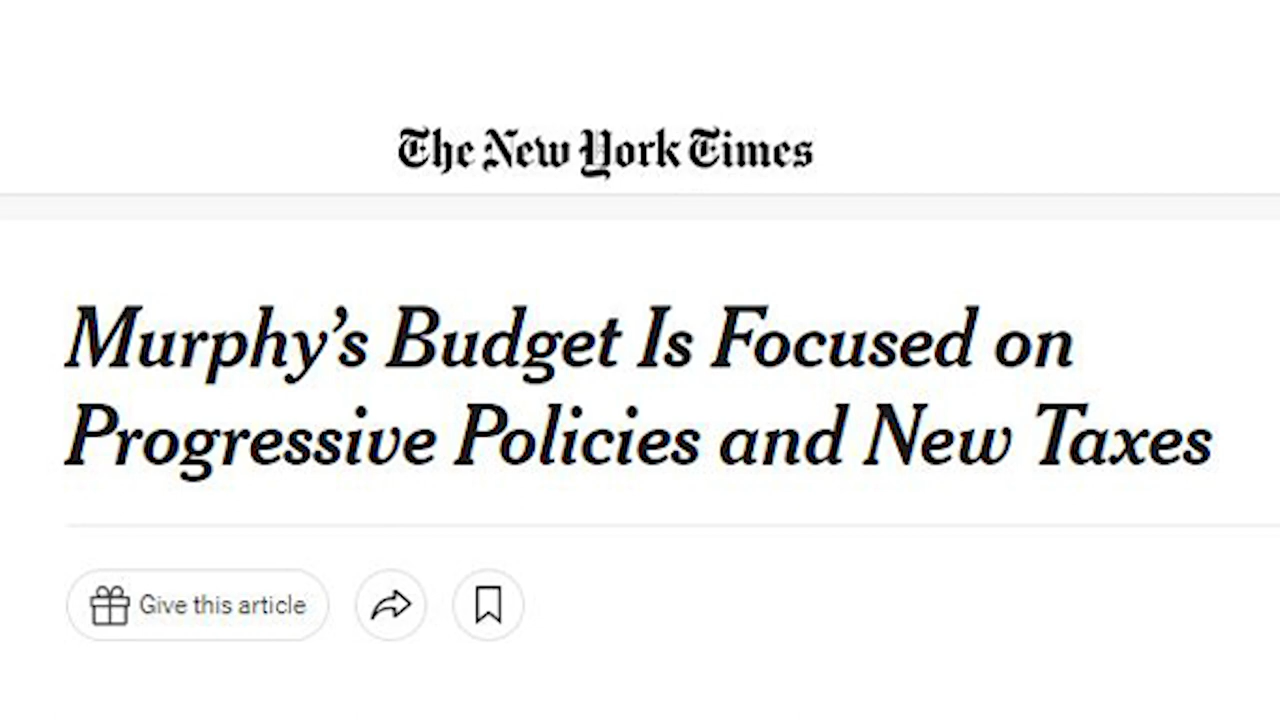 The New York Times
Murphy’s Budget Is Focused on
Progressive Policies and New Taxes
Give this article